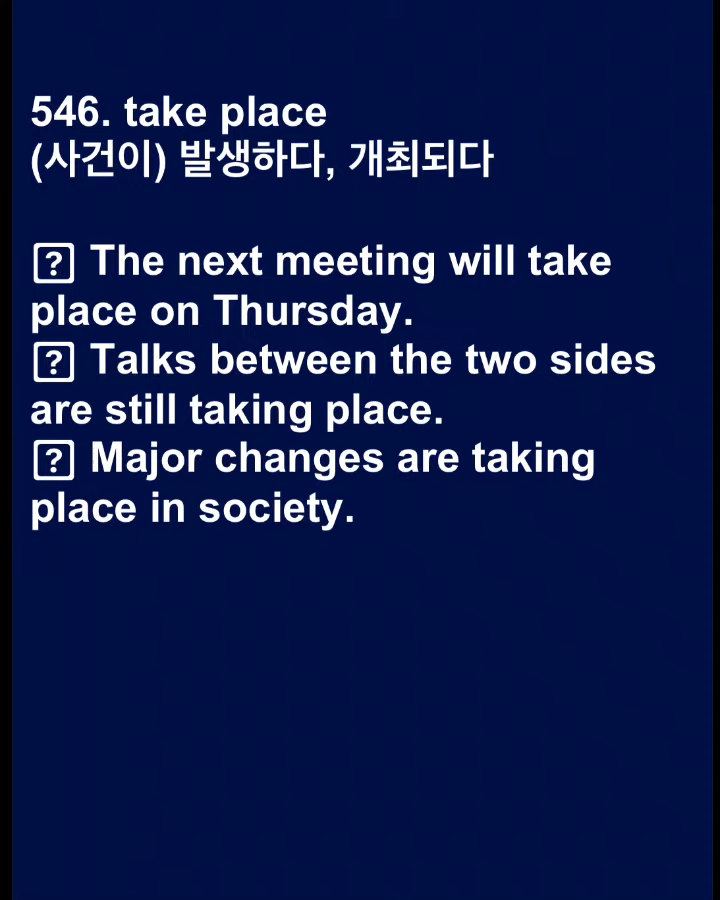 546. take place
(사건이) 발생하다, 개최되다
⍰ The next meeting will take
place on Thursday.
⍰ Talks between the two sides
are still taking place.
⍰ Major changes are taking
place in society.